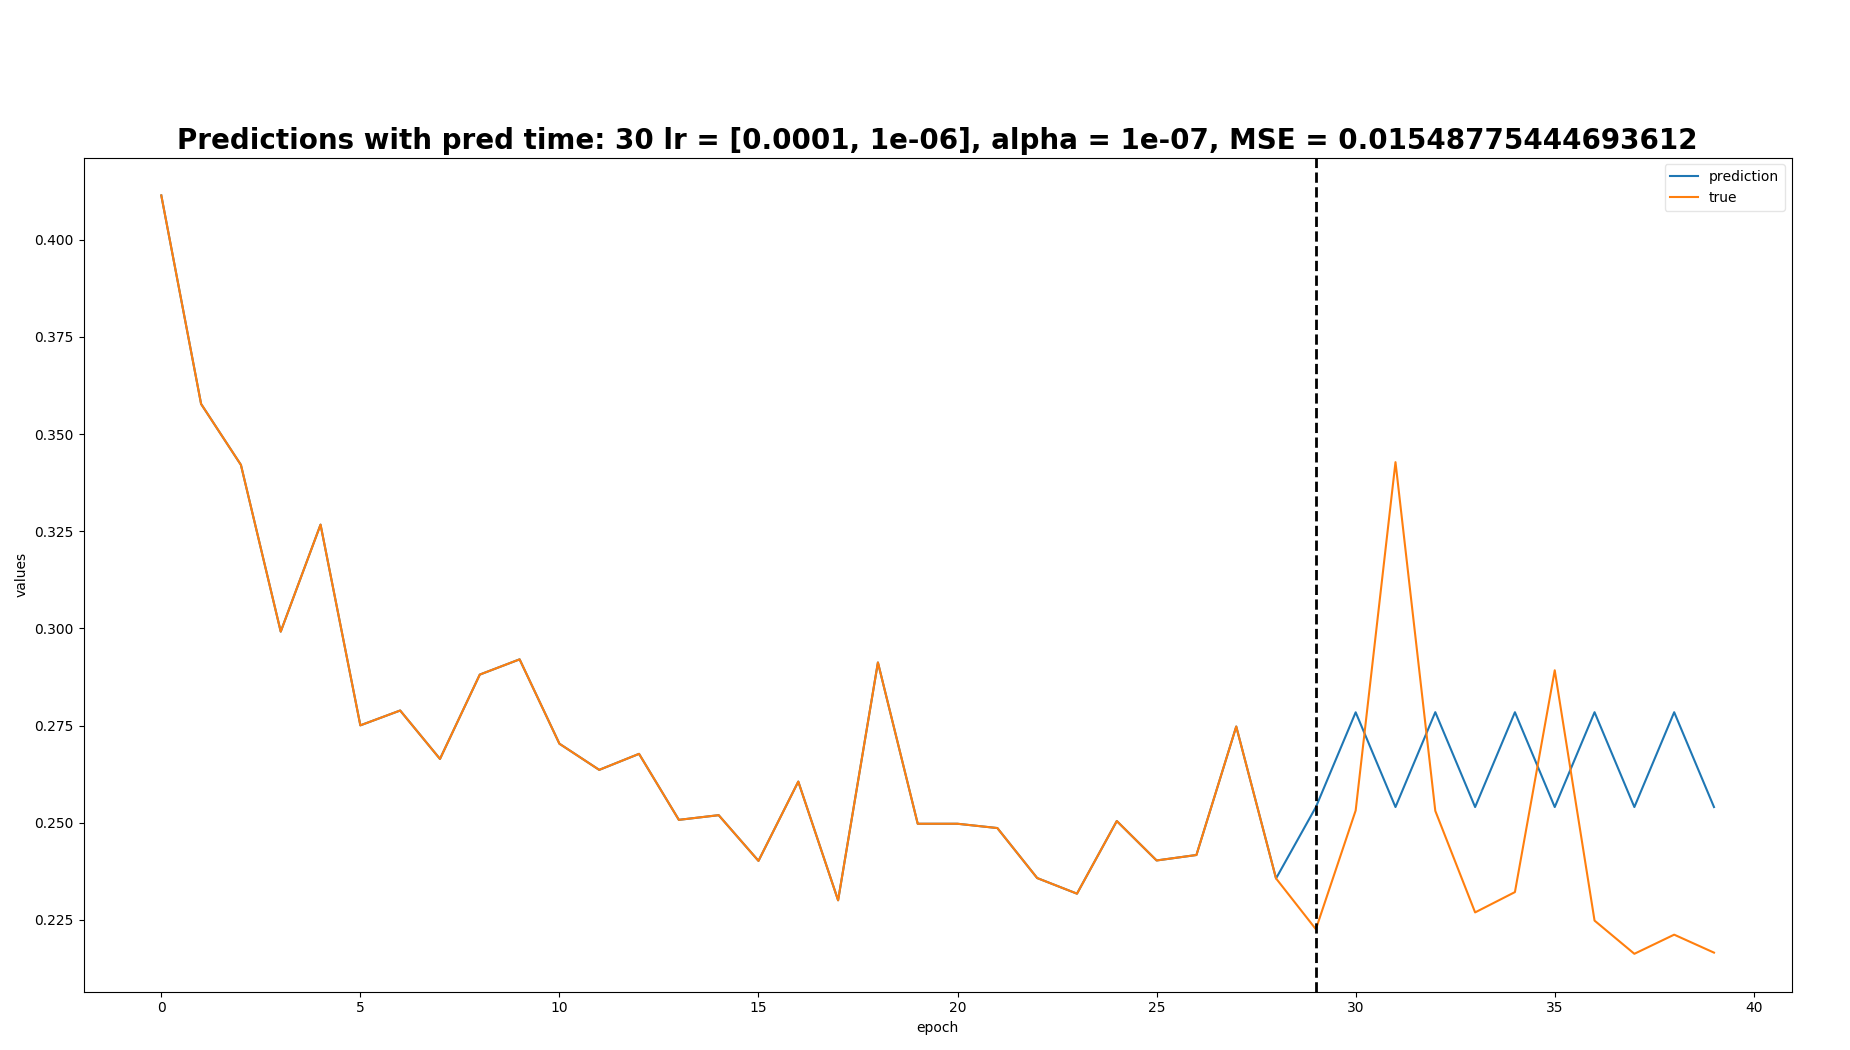 Predictions with pred time: 30 lr = [0.0001, 1e-06], alpha = 1e-07, MSE = 0.01548775444693612
prediction
true
0.400
0.375
0.350
0.325
0.300
0.275
0.250
0.225
values
0 5 10 15 20 25 30 35 40
epoch